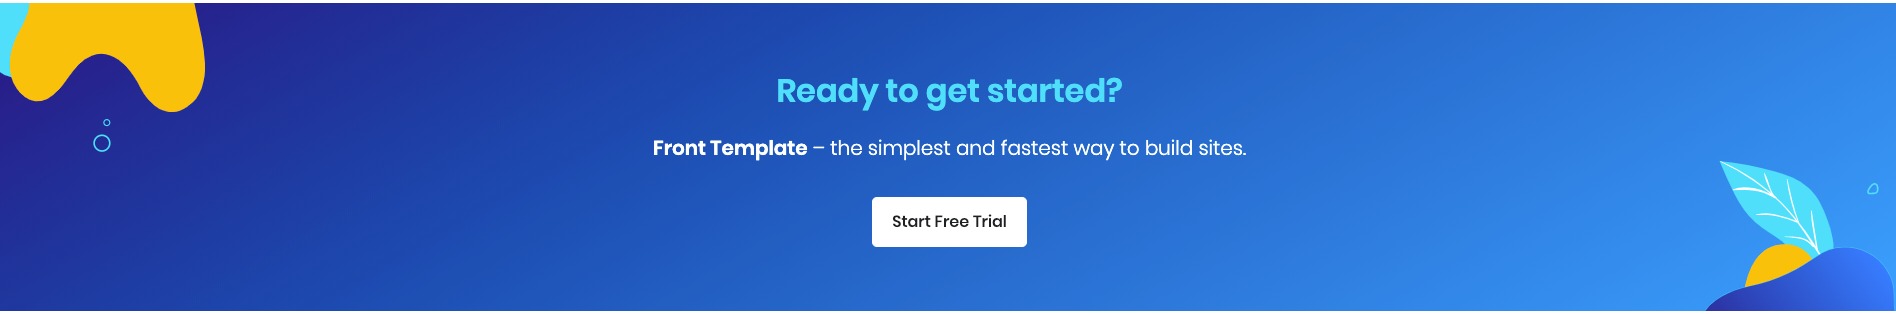 Ready to get started?
Front Template – the simplest and fastest way to build sites.
Start Free Trial